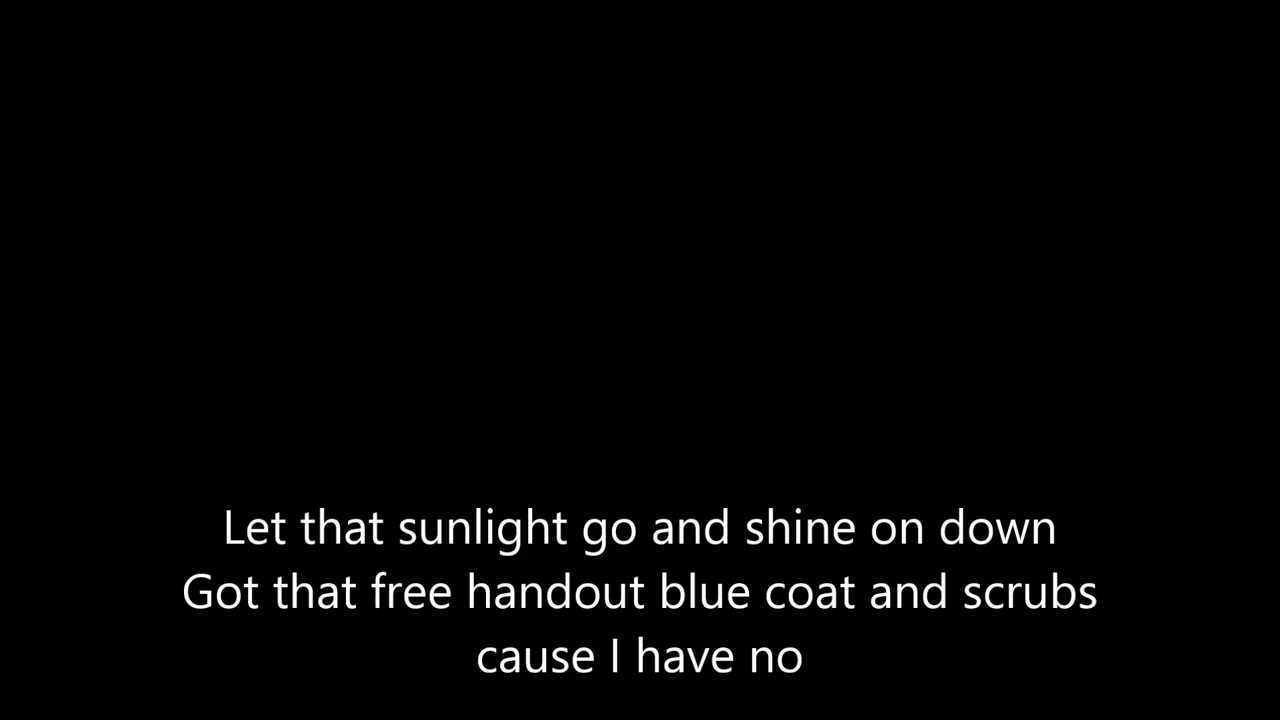 Let that sunlight go and shine on down
Got that free handout blue coat and scrubs
cause I have no